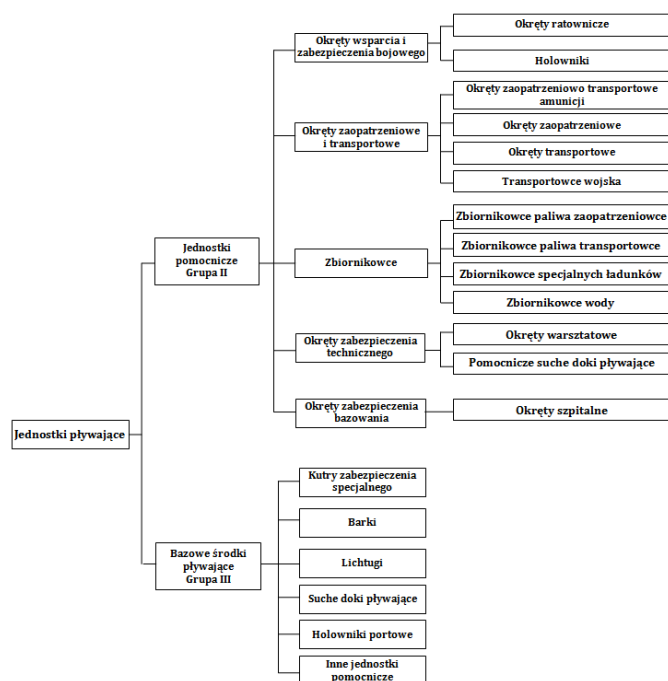 Jednostki pływające
Jednostki
pomocnicze
Grupa II
Okręty wsparcia i
zabezpieczenia bojowego
Okręty ratownicze
Holowniki
Okręty zaopatrzeniowe
i transportowe
Okręty zaopatrzeniowo transportowe
amunicji
Okręty zaopatrzeniowe
Okręty transportowe
Transportowce wojska
Zbiornikowce
Zbiornikowce paliwa zaopatrzeniowce
Zbiornikowce paliwa transportowce
Zbiornikowce specjalnych ładunków
Zbiornikowce wody
Okręty zabezpieczenia
technicznego
Okręty warsztatowe
Pomocnicze suche doki pływające
Okręty zabezpieczenia
bazowania
Okręty szpitalne
Bazowe środki
pływające
Grupa III
Kutry zabezpieczenia
specjalnego
Barki
Lichtugi
Suche doki pływające
Holowniki portowe
Inne jednostki
pomocnicze